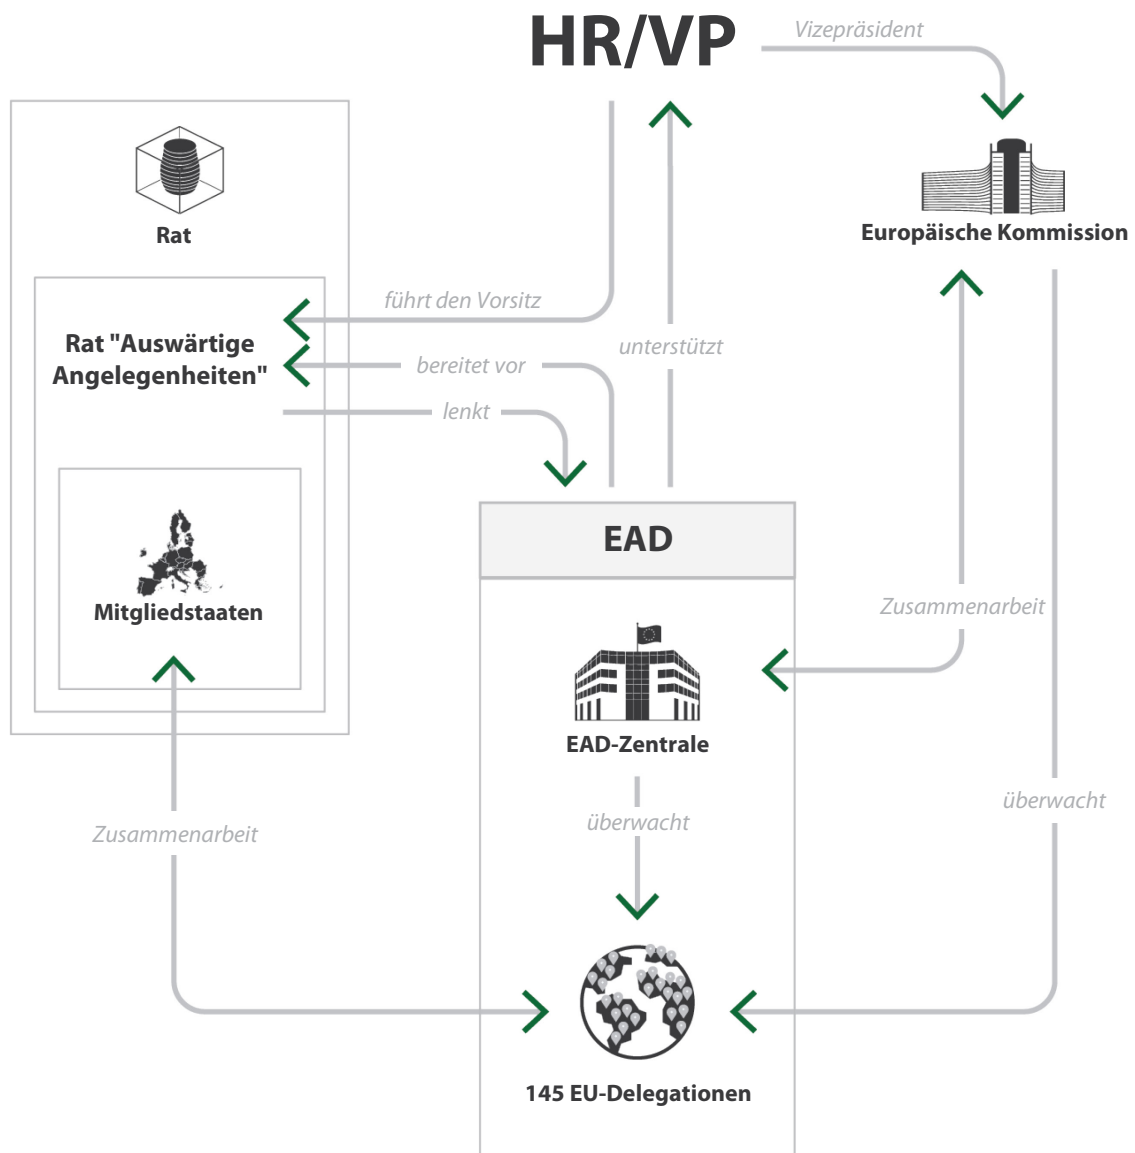 HR/VP
Vizepräsident
Rat
Europäische Kommission
führt den Vorsitz
Rat "Auswärtige
Angelegenheiten"
unterstützt
bereitet vor
lenkt
EAD
Mitgliedstaaten
Zusammenarbeit
EAD-Zentrale
überwacht
überwacht
Zusammenarbeit
145 EU-Delegationen